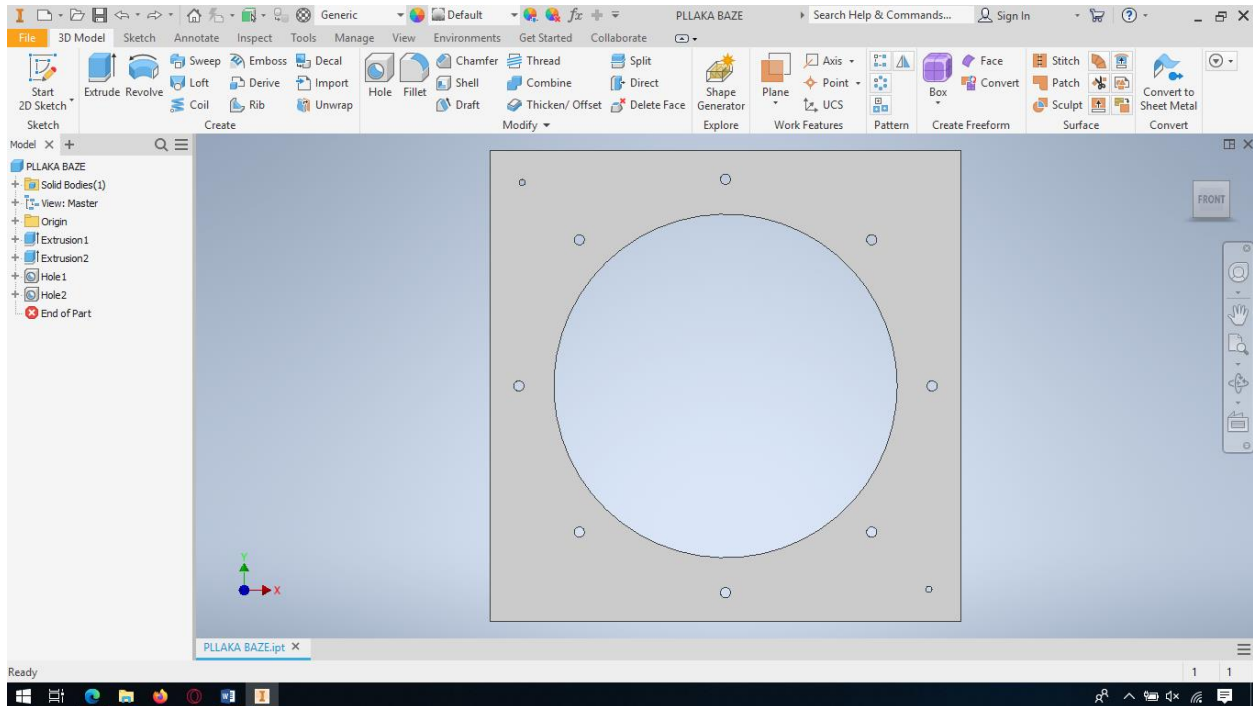 Generic Default fx PLLAKA BAZE Search Help & Commands... Sign In
File 3D Model Sketch Annotate Inspect Tools Manage View Environments Get Started Collaborate
Sweep Emboss Decal Chamfer Thread Split Axis Face Stitch
Start Extrude Revolve Loft Derive Import Hole Fillet Shell Combine Direct Shape Plane Point Box Convert Patch Convert to
2D Sketch Coil Rib Unwrap Draft Thicken/ Offset Delete Face Generator UCS Sculpt Sheet Metal
Sketch Create Modify Explore Work Features Pattern Create Freeform Surface Convert
Model
PLLAKA BAZE
Solid Bodies(1)
View: Master
FRONT
Origin
Extrusion1
Extrusion2
Hole1
Hole2
End of Part
Y
X
PLLAKA BAZE.ipt
Ready 1 1